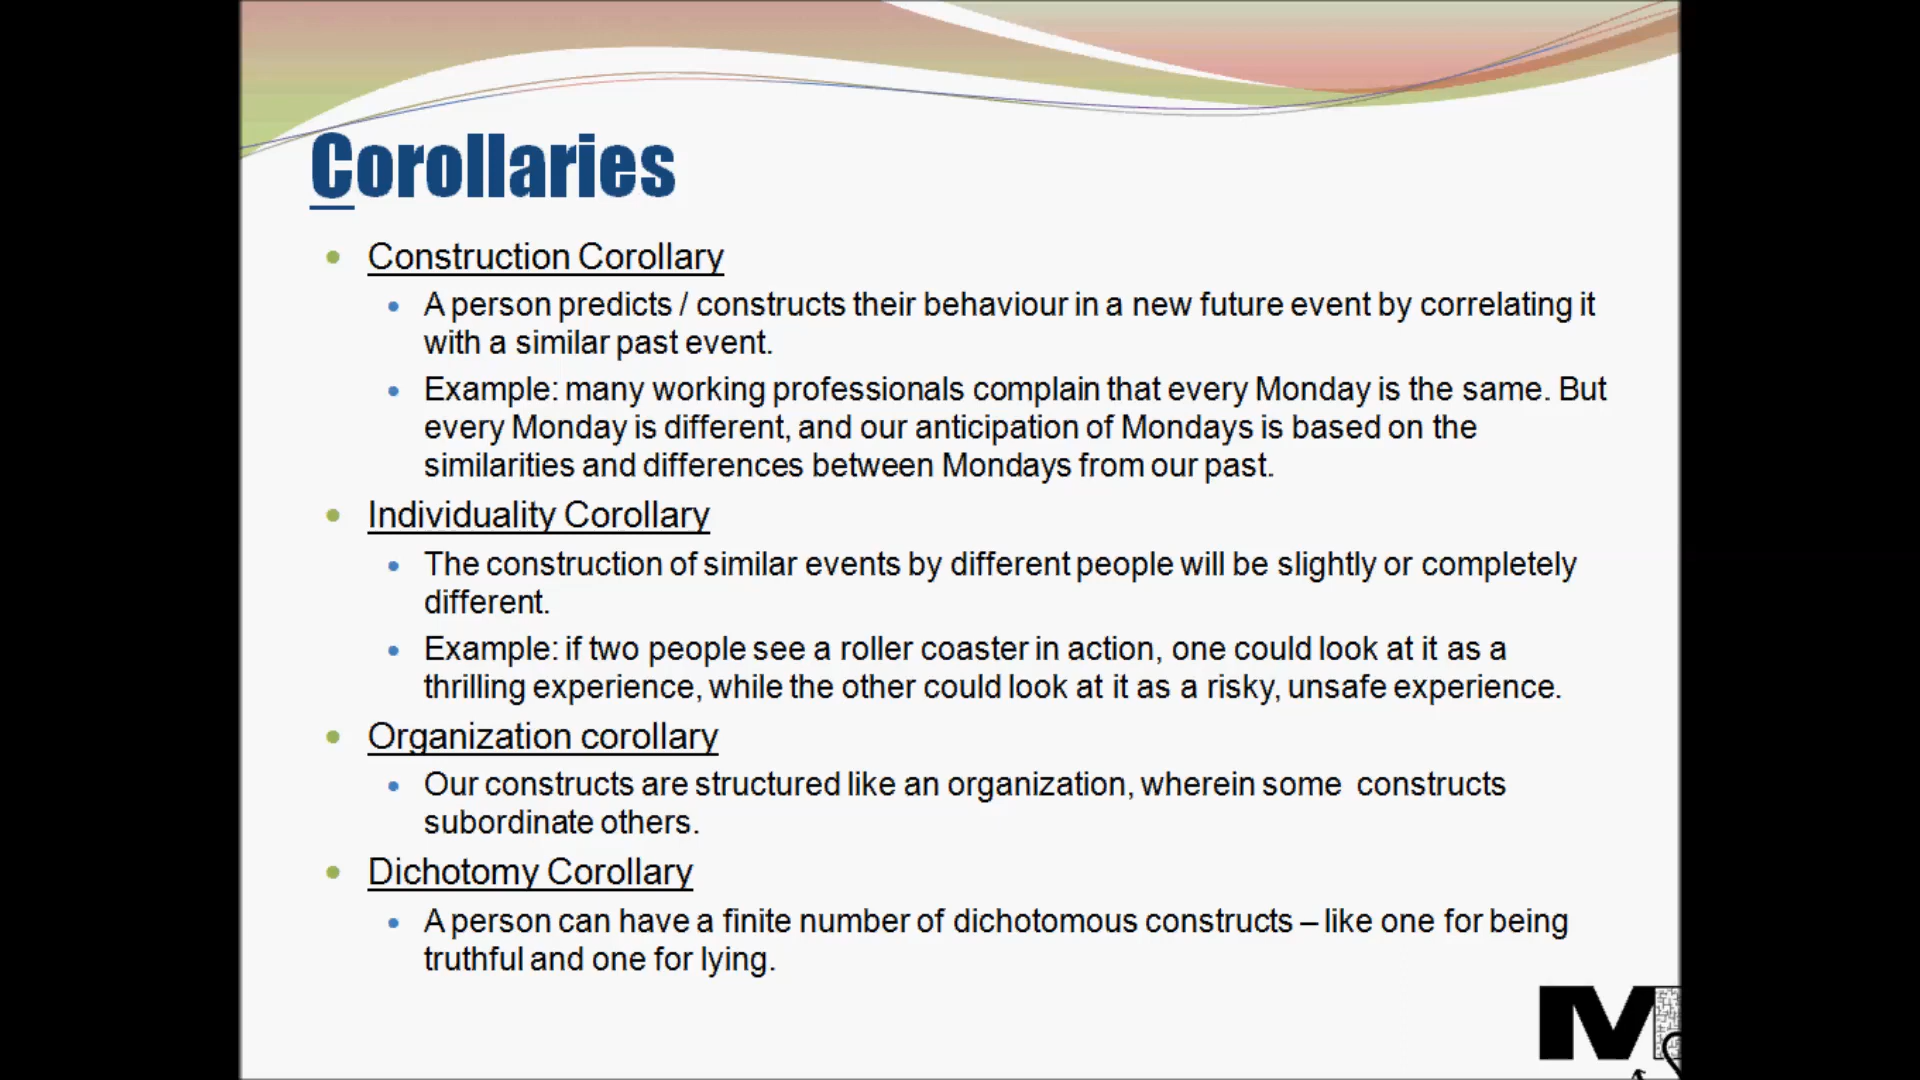 Corollaries
Construction Corollary
A person predicts / constructs their behaviour in a new future event by correlating it
with a similar past event.
Example: many working professionals complain that every Monday is the same. But
every Monday is different, and our anticipation of Mondays is based on the
similarities and differences between Mondays from our past.
Individuality Corollary
The construction of similar events by different people will be slightly or completely
different.
Example: if two people see a roller coaster in action, one could look at it as a
thrilling experience, while the other could look at it as a risky, unsafe experience.
Organization corollary
Our constructs are structured like an organization, wherein some constructs
subordinate others.
Dichotomy Corollary
A person can have a finite number of dichotomous constructs – like one for being
truthful and one for lying.
M